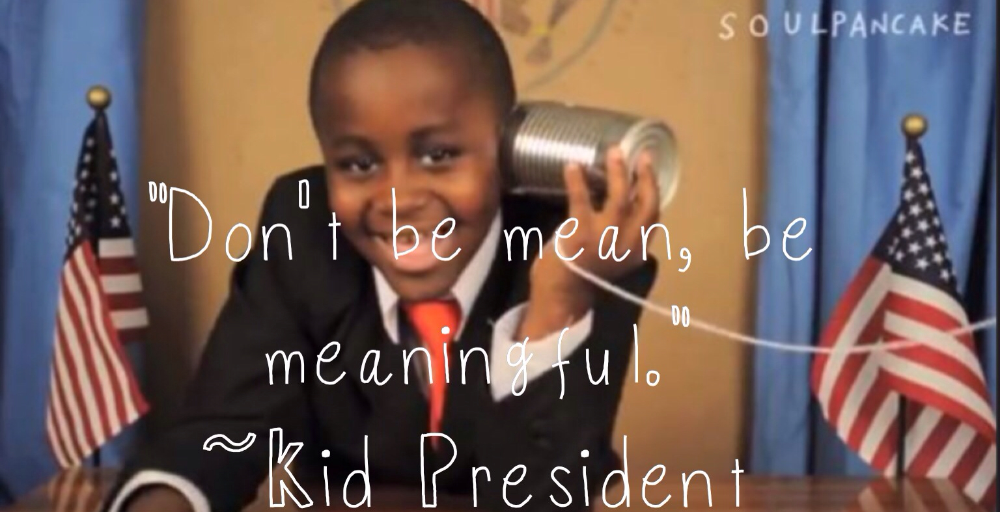 SOULPANCAKE
"Don't be mean, be
meaningful."
~Kid President